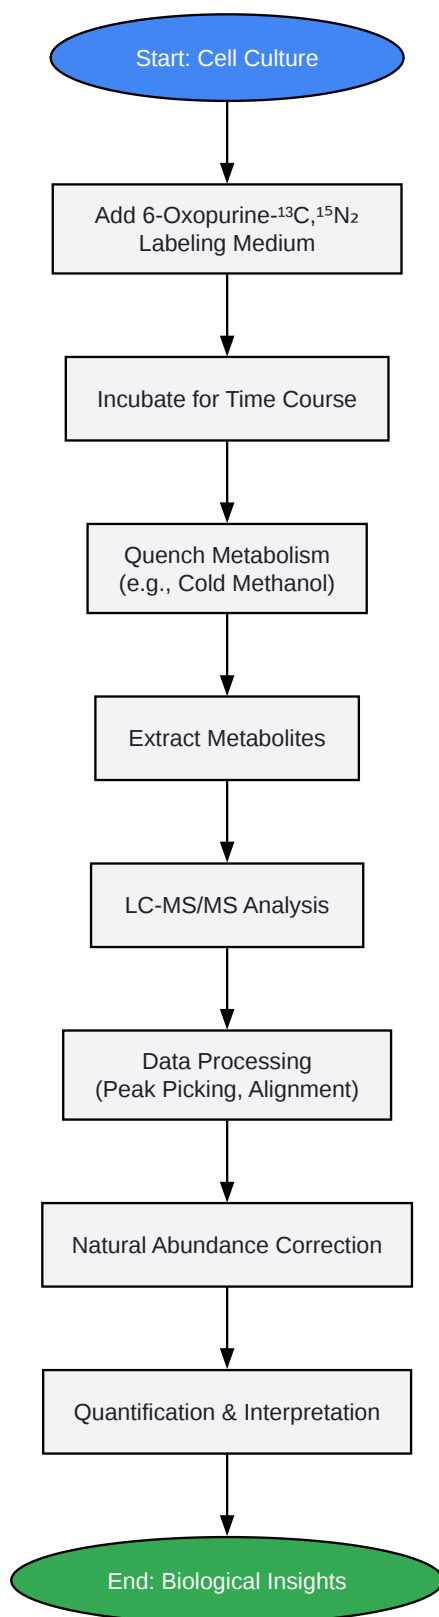 Start: Cell Culture
Add 6-Oxopurine-¹³C,¹⁵N₂
Labeling Medium
Incubate for Time Course
Quench Metabolism
(e.g., Cold Methanol)
Extract Metabolites
LC-MS/MS Analysis
Data Processing
(Peak Picking, Alignment)
Natural Abundance Correction
Quantification & Interpretation
End: Biological Insights